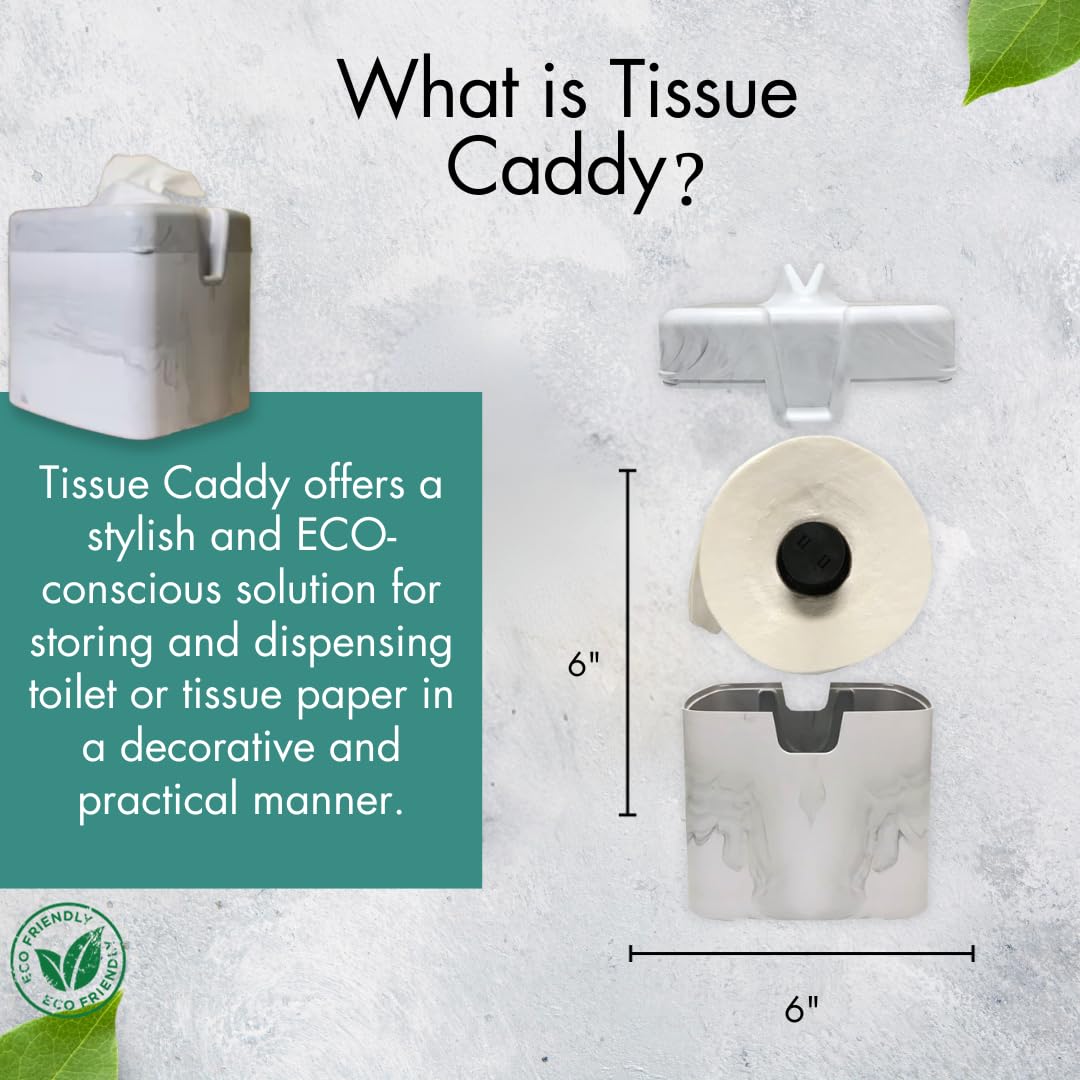 What is Tissue
Caddy?
Tissue Caddy offers a
stylish and ECO-
conscious solution for
storing and dispensing
toilet or tissue paper in
a decorative and
practical manner.
6"
6"
ECO FRIENDLY
ECO FRIENDLY